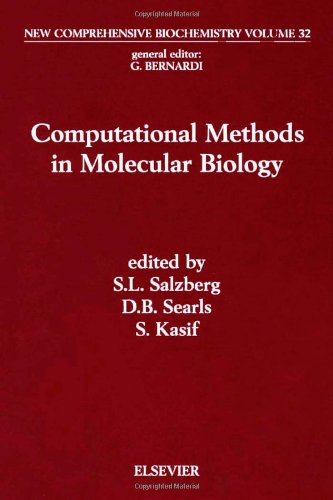 NEW COMPREHENSIVE BIOCHEMISTRY VOLUME 32
general editor:
G. BERNARDI
Computational Methods
in Molecular Biology
edited by
S.L. Salzberg
D.B. Searls
S. Kasif
ELSEVIER